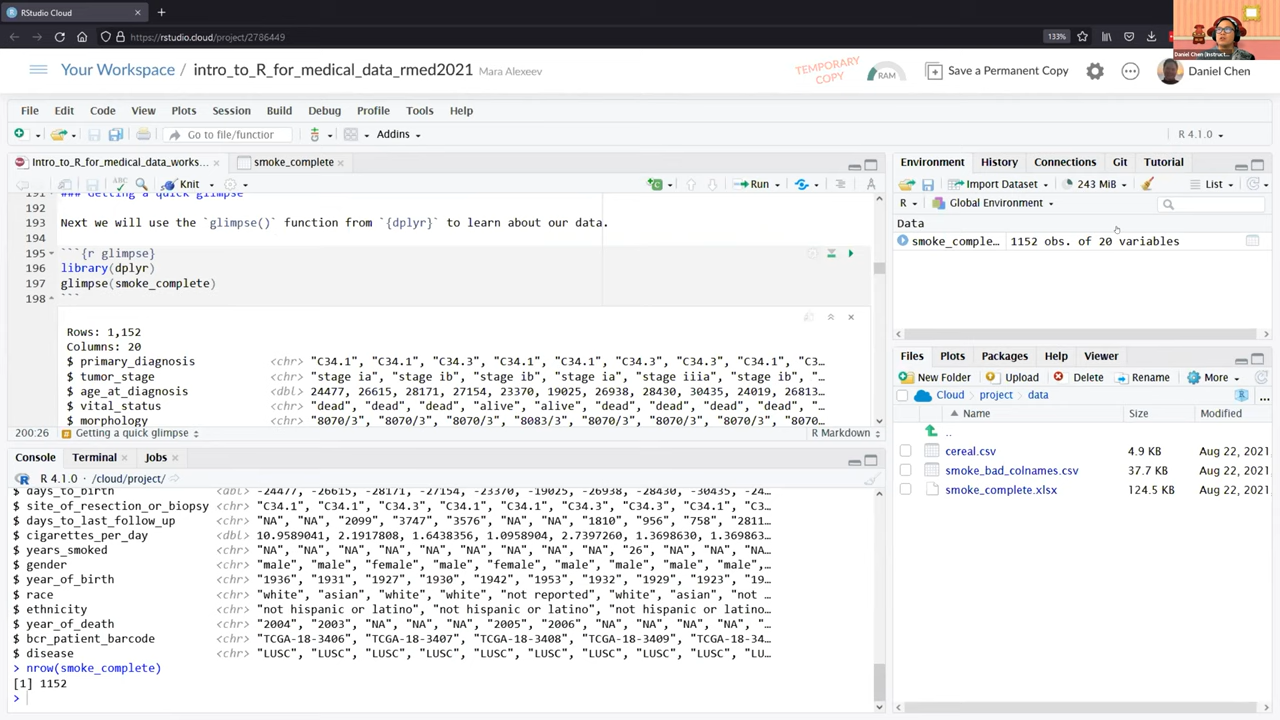 RStudio Cloud
https://rstudio.cloud/project/2786449
133%
Daniel Chen (Instruct...
Your Workspace / intro_to_R_for_medical_data_rmed2021 Mara Alexeev
TEMPORARY COPY
RAM
Save a Permanent Copy
Daniel Chen
File Edit Code View Plots Session Build Debug Profile Tools Help
Go to file/functior
Addins
R 4.1.0
Intro_to_R_for_medical_data_works...
smoke_complete
Knit
Run
191 ### Getting a quick glimpse
192
193 Next we will use the `glimpse()` function from `{dplyr}` to learn about our data.
194
195 ```{r glimpse}
196 library(dplyr)
197 glimpse(smoke_complete)
198 ```
Rows: 1,152
Columns: 20
$ primary_diagnosis <chr> "C34.1", "C34.1", "C34.3", "C34.1", "C34.1", "C34.3", "C34.3", "C34.1", "C3...
$ tumor_stage <chr> "stage ia", "stage ib", "stage ib", "stage ia", "stage iiia", "stage ib", "...
$ age_at_diagnosis <dbl> 24477, 26615, 28171, 27154, 23370, 19025, 26938, 28430, 30435, 24019, 26813...
$ vital_status <chr> "dead", "dead", "dead", "alive", "alive", "dead", "dead", "dead", "dead", "...
$ morphology <chr> "8070/3", "8070/3", "8070/3", "8083/3", "8070/3", "8070/3", "8070/3", "8070...
200:26 Getting a quick glimpse
R Markdown
Console Terminal Jobs
R 4.1.0 · /cloud/project/
$ days_to_birth <dbl> -24477, -26615, -28171, -27154, -23370, -19025, -26938, -28430, -30435, -24...
$ site_of_resection_or_biopsy <chr> "C34.1", "C34.1", "C34.3", "C34.1", "C34.1", "C34.3", "C34.3", "C34.1", "C3...
$ days_to_last_follow_up <chr> "NA", "NA", "2099", "3747", "3576", "NA", "NA", "1810", "956", "758", "2811...
$ cigarettes_per_day <dbl> 10.9589041, 2.1917808, 1.6438356, 1.0958904, 2.7397260, 1.3698630, 1.369863...
$ years_smoked <chr> "NA", "NA", "NA", "NA", "NA", "NA", "NA", "NA", "26", "NA", "NA", "NA...
$ gender <chr> "male", "male", "female", "male", "female", "male", "male", "male", "male",...
$ year_of_birth <chr> "1936", "1931", "1927", "1930", "1942", "1953", "1932", "1929", "1923", "19...
$ race <chr> "white", "asian", "white", "white", "not reported", "white", "asian", "not ...
$ ethnicity <chr> "not hispanic or latino", "not hispanic or latino", "not hispanic or latino...
$ year_of_death <chr> "2004", "2003", "NA", "NA", "NA", "2005", "2006", "NA", "NA", "NA", "NA", "...
$ bcr_patient_barcode <chr> "TCGA-18-3406", "TCGA-18-3407", "TCGA-18-3408", "TCGA-18-3409", "TCGA-18-34...
$ disease <chr> "LUSC", "LUSC", "LUSC", "LUSC", "LUSC", "LUSC", "LUSC", "LUSC", "LUSC", "LU...
> nrow(smoke_complete)
[1] 1152
>
Environment History Connections Git Tutorial
Import Dataset 243 MiB List
R Global Environment
Data
smoke_comple... 1152 obs. of 20 variables
Files Plots Packages Help Viewer
New Folder Upload Delete Rename More
Cloud project data
Name Size Modified
..
cereal.csv 4.9 KB Aug 22, 2021,
smoke_bad_colnames.csv 37.7 KB Aug 22, 2021,
smoke_complete.xlsx 124.5 KB Aug 22, 2021,